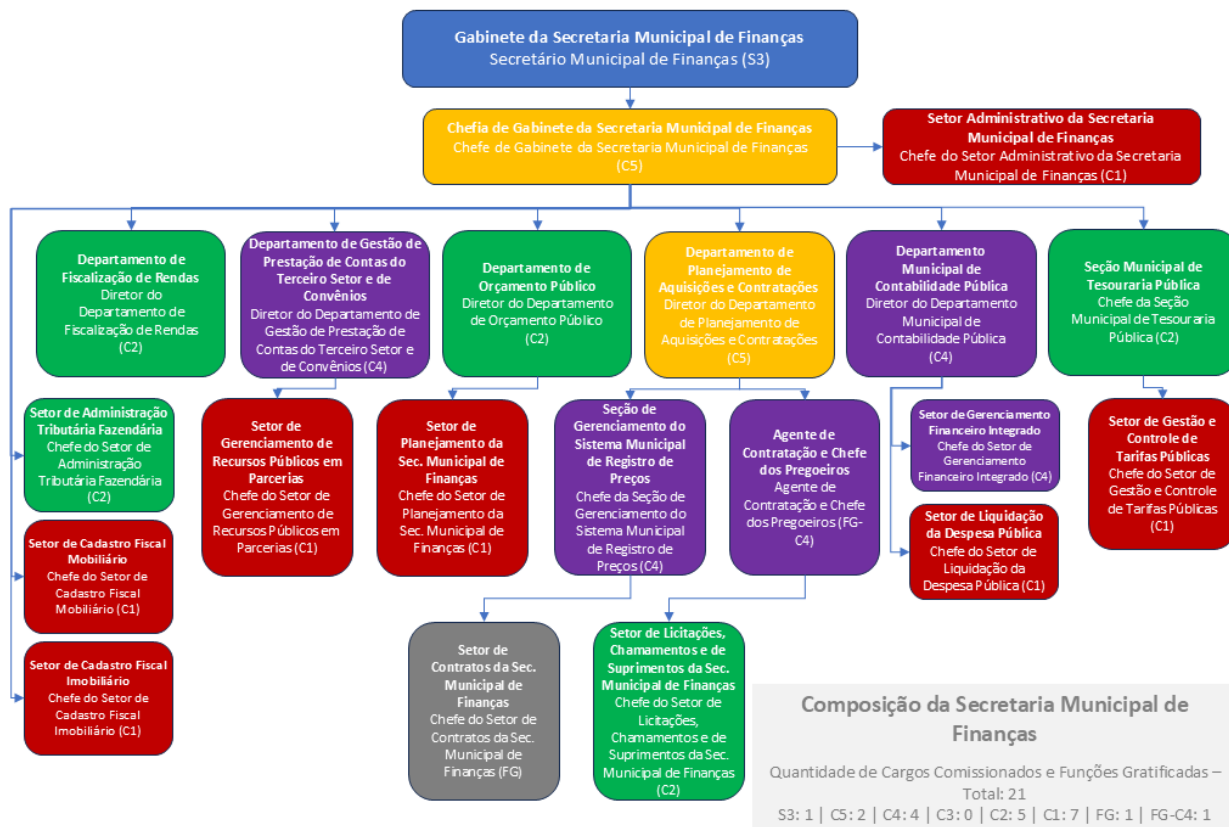 Gabinete da Secretaria Municipal de Finanças
Secretário Municipal de Finanças (S3)
Chefia de Gabinete da Secretaria Municipal de Finanças
Chefe de Gabinete da Secretaria Municipal de Finanças
(C5)
Setor Administrativo da Secretaria
Municipal de Finanças
Chefe do Setor Administrativo da Secretaria
Municipal de Finanças (C1)
Departamento de
Fiscalização de Rendas
Diretor do
Departamento de
Fiscalização de Rendas
(C2)
Departamento de Gestão de
Prestação de Contas do
Terceiro Setor e de
Convênios
Diretor do Departamento de
Gestão de Prestação de
Contas do Terceiro Setor e
de Convênios (C4)
Departamento de
Orçamento Público
Diretor do Departamento
de Orçamento Público
(C2)
Departamento de
Planejamento de
Aquisições e Contratações
Diretor do Departamento
de Planejamento de
Aquisições e Contratações
(C5)
Departamento
Municipal de
Contabilidade Pública
Diretor do Departamento
Municipal de
Contabilidade Pública
(C4)
Seção Municipal de
Tesouraria Pública
Chefe da Seção
Municipal de Tesouraria
Pública (C2)
Setor de Administração
Tributária Fazendária
Chefe do Setor de
Administração
Tributária Fazendária
(C2)
Setor de
Gerenciamento de
Recursos Públicos em
Parcerias
Chefe do Setor de
Gerenciamento de
Recursos Públicos em
Parcerias (C1)
Setor de
Planejamento da
Sec. Municipal de
Finanças
Chefe do Setor de
Planejamento da
Sec. Municipal de
Finanças (C1)
Seção de
Gerenciamento do
Sistema Municipal
de Registro de
Preços
Chefe da Seção de
Gerenciamento do
Sistema Municipal
de Registro de
Preços (C4)
Agente de
Contratação e Chefe
dos Pregoeiros
Agente de
Contratação e Chefe
dos Pregoeiros (FG-
C4)
Setor de Gerenciamento
Financeiro Integrado
Chefe do Setor de
Gerenciamento
Financeiro Integrado (C4)
Setor de Gestão e
Controle de
Tarifas Públicas
Chefe do Setor de
Gestão e Controle
de Tarifas Públicas
(C1)
Setor de Cadastro Fiscal
Mobiliário
Chefe do Setor de
Cadastro Fiscal
Mobiliário (C1)
Setor de Liquidação
da Despesa Pública
Chefe do Setor de
Liquidação da
Despesa Pública (C1)
Setor de Cadastro Fiscal
Imobiliário
Chefe do Setor de
Cadastro Fiscal
Imobiliário (C1)
Setor de
Contratos da Sec.
Municipal de
Finanças
Chefe do Setor de
Contratos da Sec.
Municipal de
Finanças (FG)
Setor de Licitações,
Chamamentos e de
Suprimentos da Sec.
Municipal de Finanças
Chefe do Setor de
Licitações,
Chamamentos e de
Suprimentos da Sec.
Municipal de Finanças
(C2)
Composição da Secretaria Municipal de
Finanças
Quantidade de Cargos Comissionados e Funções Gratificadas –
Total: 21
S3: 1 | C5: 2 | C4: 4 | C3: 0 | C2: 5 | C1: 7 | FG: 1 | FG-C4: 1